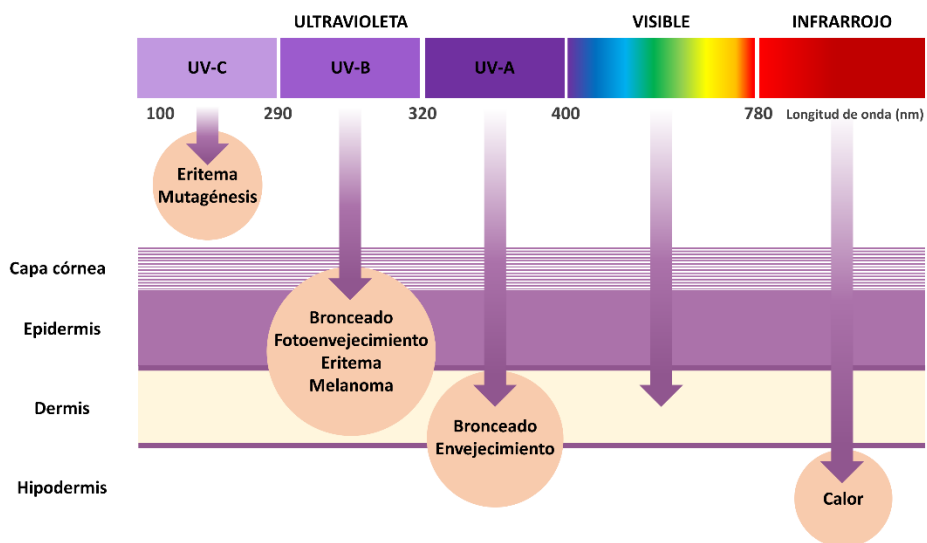 ULTRAVIOLETA
VISIBLE
INFRARROJO
UV-C
UV-B
UV-A
100
290
320
400
780
Longitud de onda (nm)
Eritema
Mutagénesis
Capa córnea
Epidermis
Bronceado
Fotoenvejecimiento
Eritema
Melanoma
Dermis
Bronceado
Envejecimiento
Hipodermis
Calor